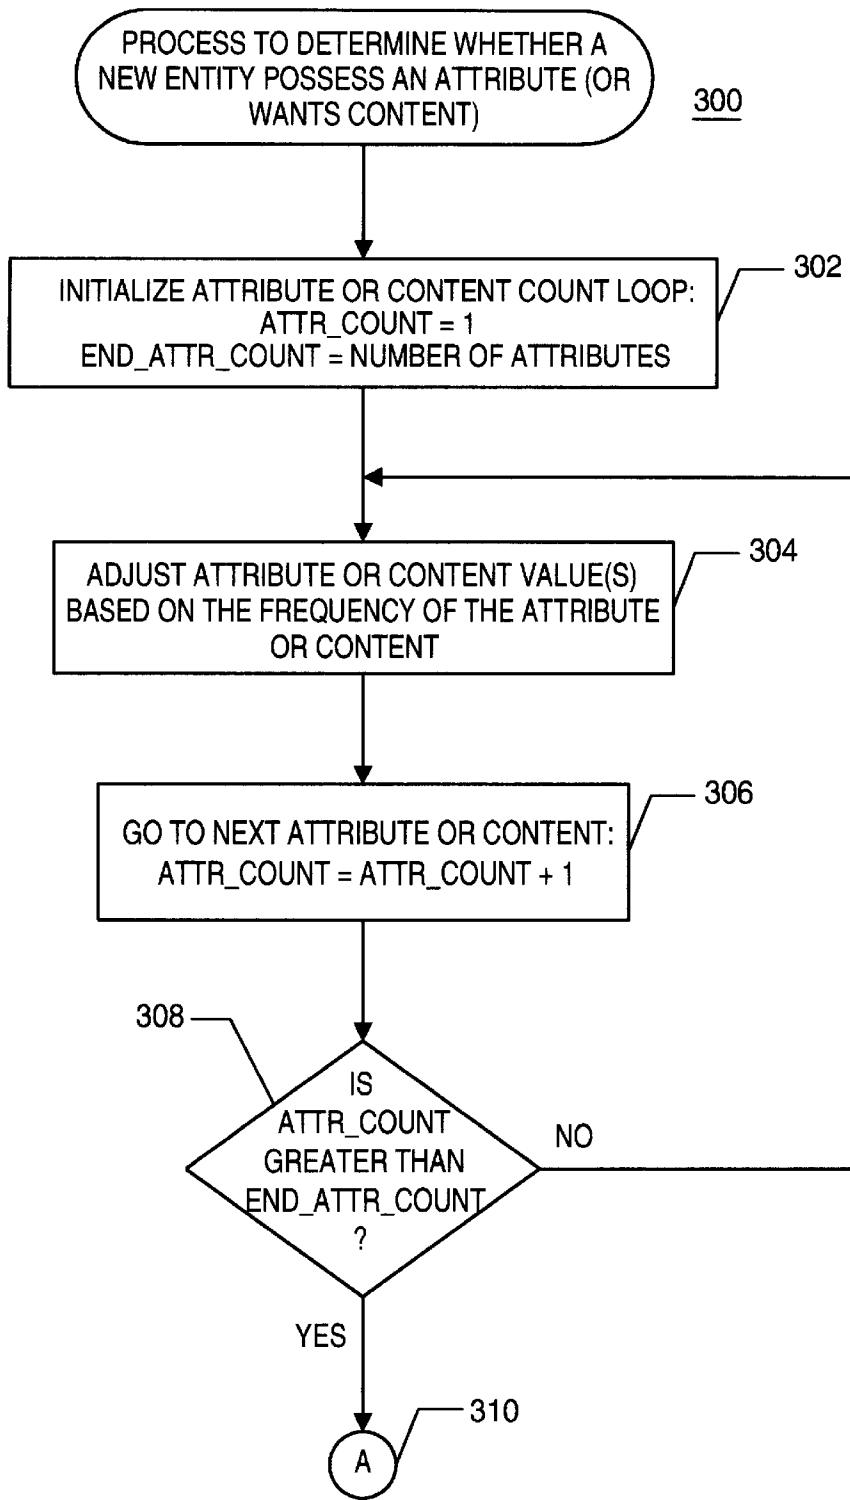 PROCESS TO DETERMINE WHETHER A
NEW ENTITY POSSESS AN ATTRIBUTE (OR
WANTS CONTENT)
300
INITIALIZE ATTRIBUTE OR CONTENT COUNT LOOP:
ATTR_COUNT = 1
END_ATTR_COUNT = NUMBER OF ATTRIBUTES
302
ADJUST ATTRIBUTE OR CONTENT VALUE(S)
BASED ON THE FREQUENCY OF THE ATTRIBUTE
OR CONTENT
304
GO TO NEXT ATTRIBUTE OR CONTENT:
ATTR_COUNT = ATTR_COUNT + 1
306
308
IS
ATTR_COUNT
GREATER THAN
END_ATTR_COUNT
?
NO
YES
A
310